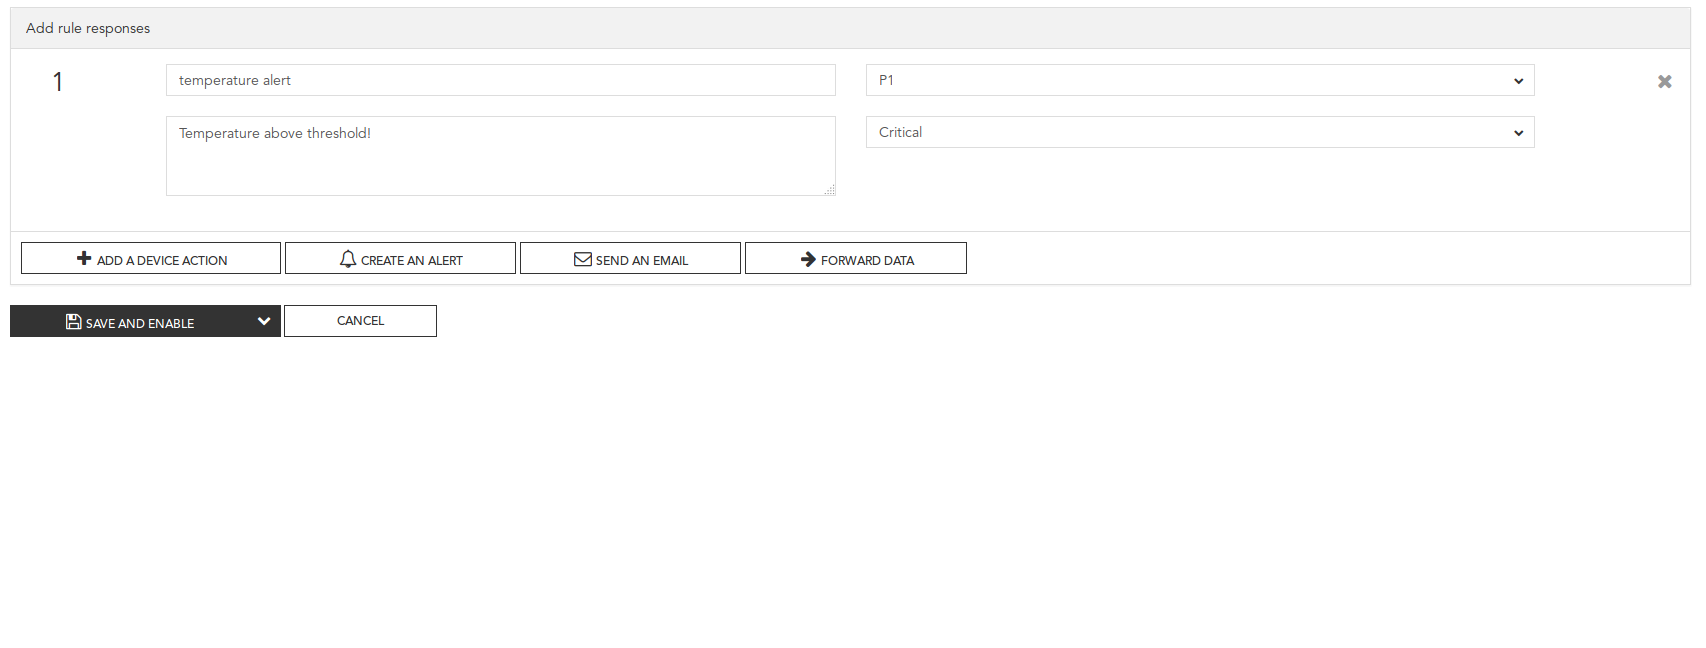 Add rule responses
1
temperature alert
P1
Temperature above threshold!
Critical
ADD A DEVICE ACTION
CREATE AN ALERT
SEND AN EMAIL
FORWARD DATA
SAVE AND ENABLE
CANCEL